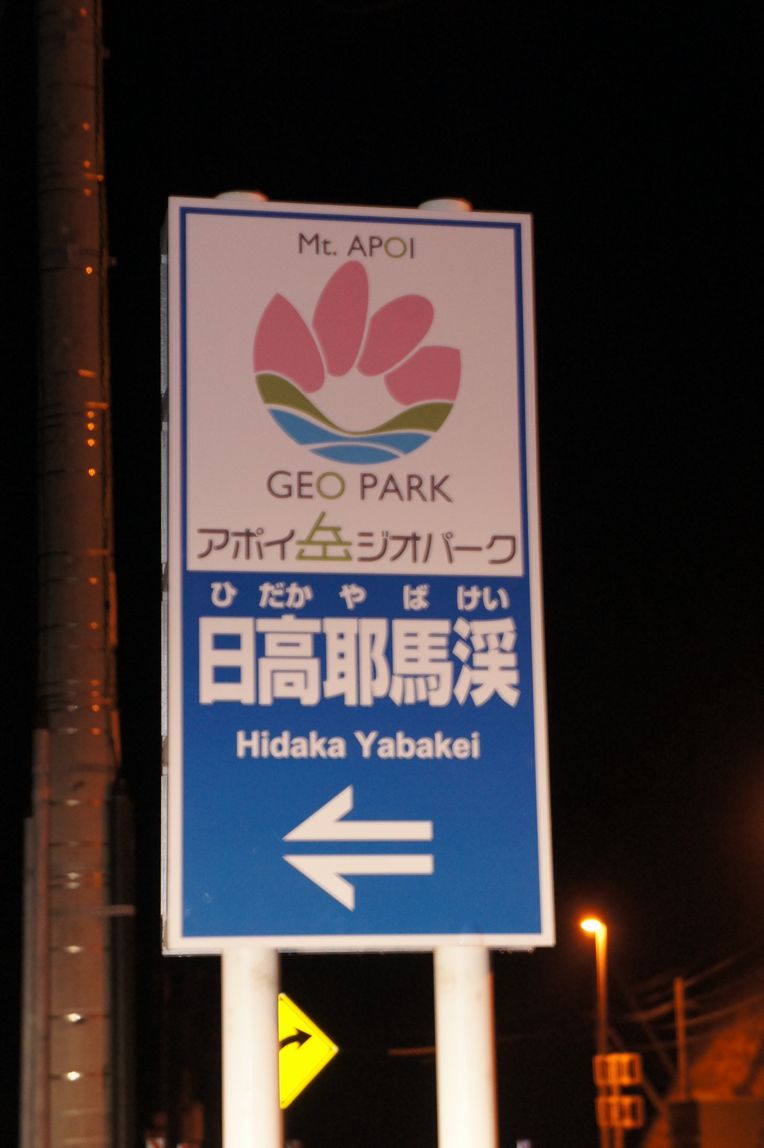 Mt. APOI
GEO PARK
アポイ岳ジオパーク
ひ だか や ば けい
日高耶馬渓
Hidaka Yabakei